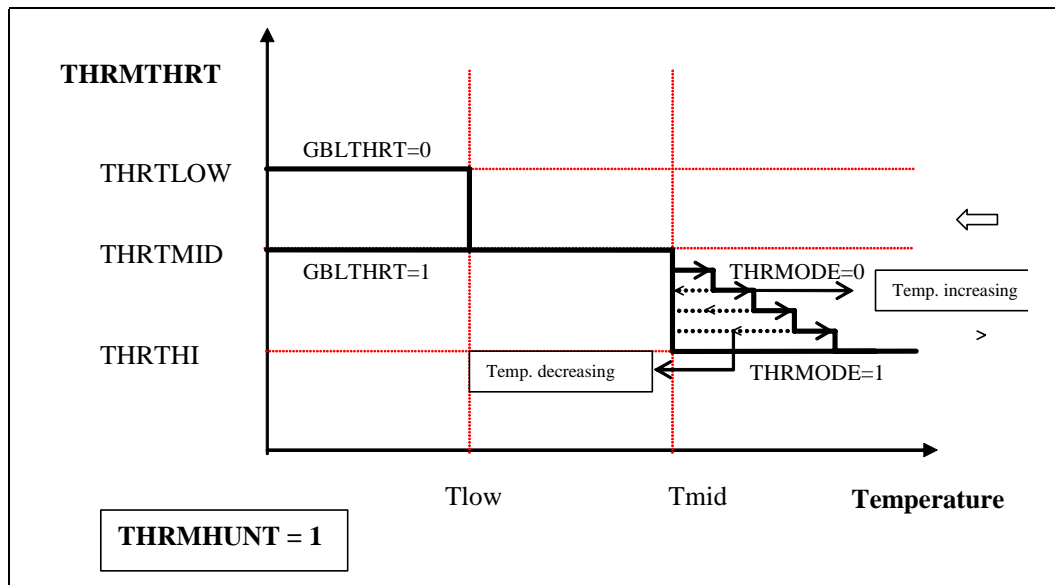 THRMTHRT
GBLTHRT=0
THRTLOW
THRTMID
GBLTHRT=1
THRMODE=0
Temp. increasing
>
THRTHI
Temp. decreasing
THRMODE=1
Tlow
Tmid
Temperature
THRMHUNT = 1